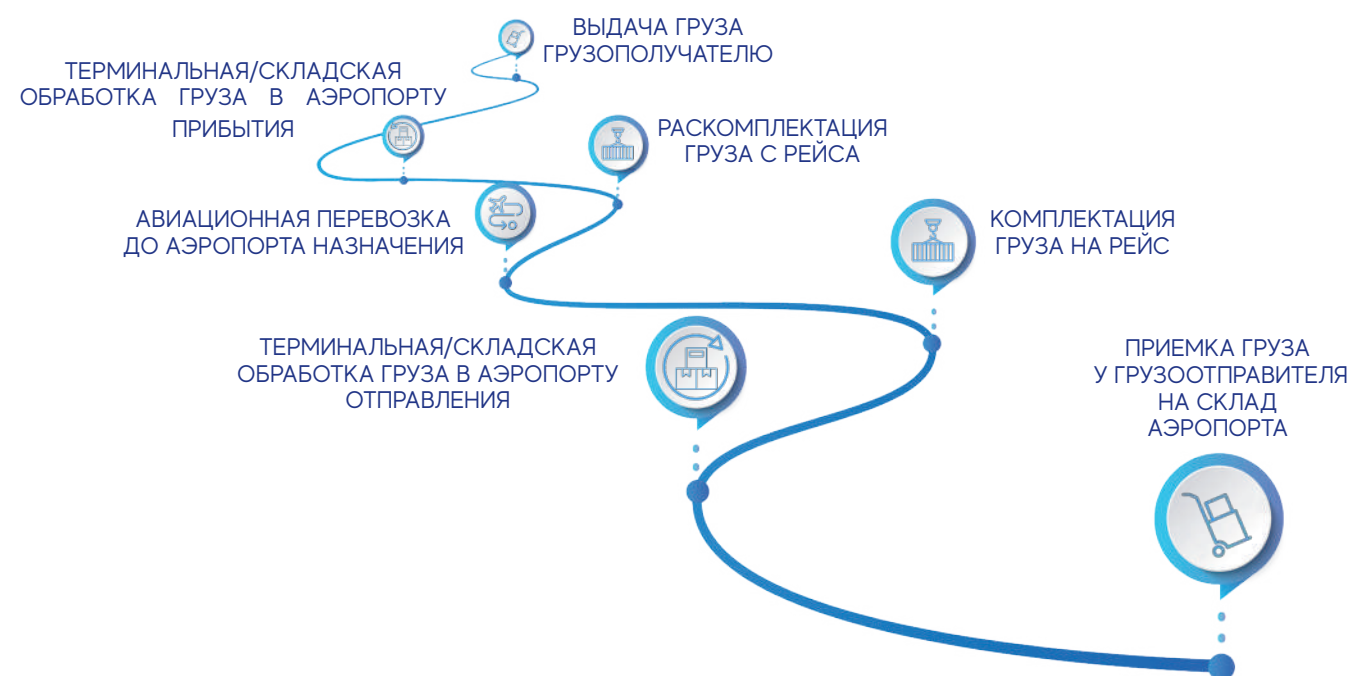 ВЫДАЧА ГРУЗА
ГРУЗОПОЛУЧАТЕЛЮ
ТЕРМИНАЛЬНАЯ/СКЛАДСКАЯ
ОБРАБОТКА ГРУЗА В АЭРОПОРТУ
ПРИБЫТИЯ
РАСКОМПЛЕКТАЦИЯ
ГРУЗА С РЕЙСА
АВИАЦИОННАЯ ПЕРЕВОЗКА
ДО АЭРОПОРТА НАЗНАЧЕНИЯ
КОМПЛЕКТАЦИЯ
ГРУЗА НА РЕЙС
ТЕРМИНАЛЬНАЯ/СКЛАДСКАЯ
ОБРАБОТКА ГРУЗА В АЭРОПОРТУ
ОТПРАВЛЕНИЯ
ПРИЕМКА ГРУЗА
У ГРУЗООТПРАВИТЕЛЯ
НА СКЛАД
АЭРОПОРТА